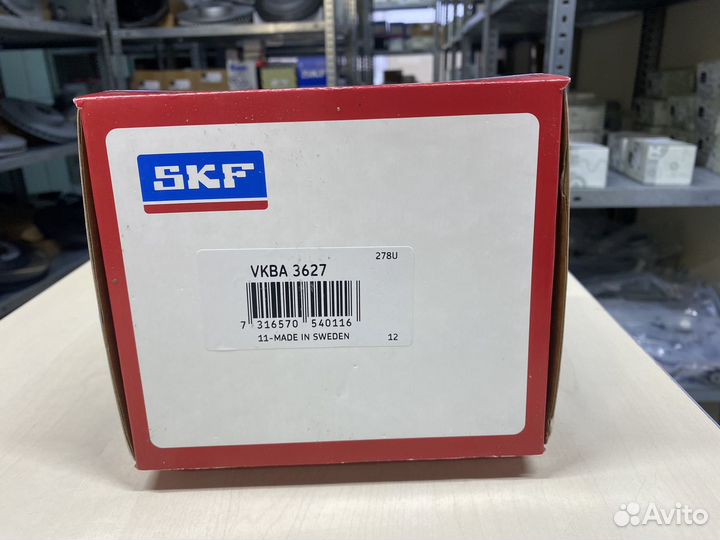 SKF
278U
VKBA 3627
7 316570 540116
11-MADE IN SWEDEN
12
Avito